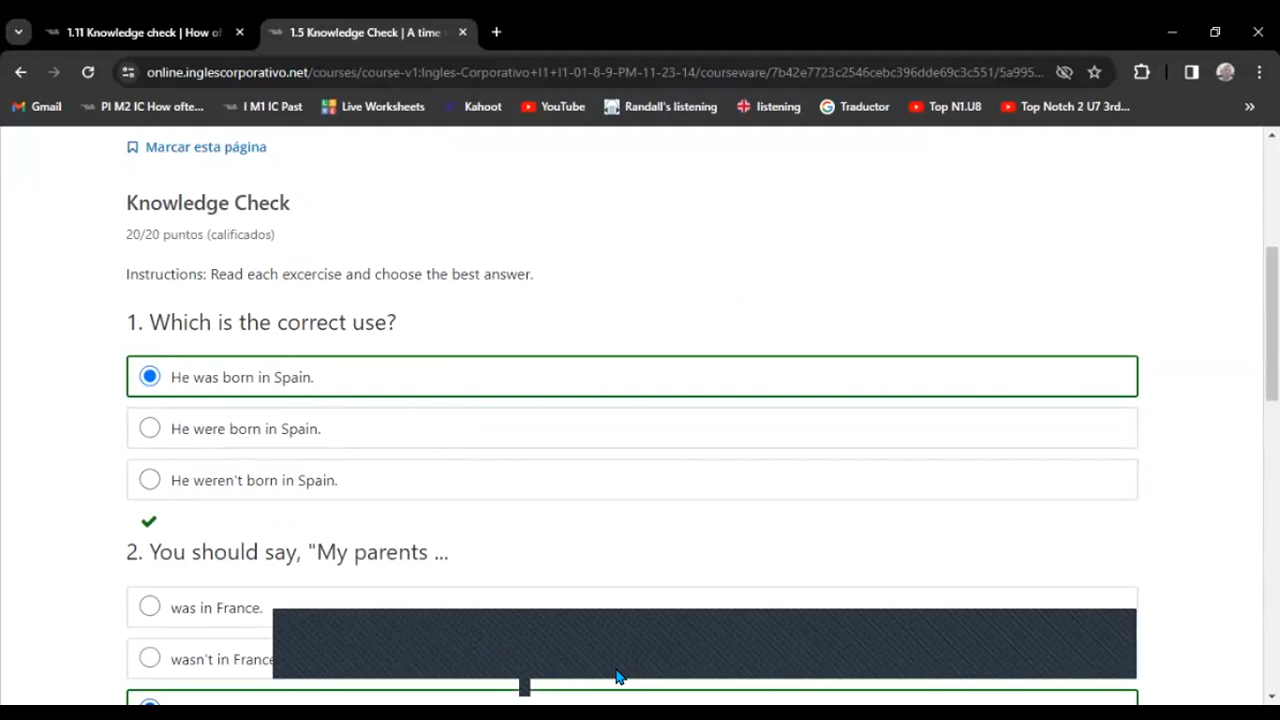 1.11 Knowledge check | How of
1.5 Knowledge Check | A time
online.inglescorporativo.net/courses/course-v1:Ingles-Corporativo+I1+I1-01-8-9-PM-11-23-14/courseware/7b42e7723c2546cebc396dde69c3c551/5a995...
Gmail
PI M2 IC How ofte...
I M1 IC Past
Live Worksheets
Kahoot
YouTube
Randall's listening
listening
Traductor
Top N1.U8
Top Notch 2 U7 3rd...
»
Marcar esta página
Knowledge Check
20/20 puntos (calificados)
Instructions: Read each excercise and choose the best answer.
1. Which is the correct use?
He was born in Spain.
He were born in Spain.
He weren't born in Spain.
2. You should say, "My parents ...
was in France.
wasn't in France